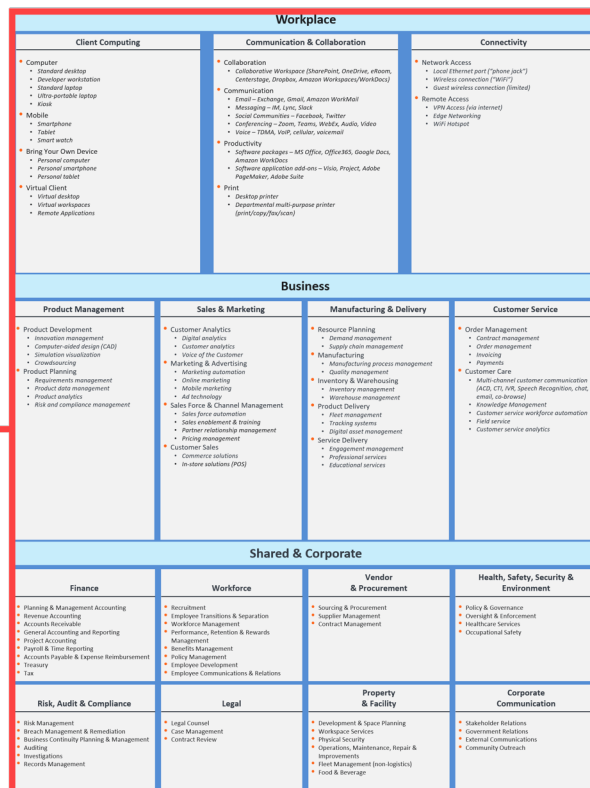 Workplace
Client Computing
Computer
Standard desktop
Developer workstation
Standard laptop
Ultra-portable laptop
Kiosk
Mobile
Smartphone
Tablet
Smart watch
Bring Your Own Device
Personal computer
Personal smartphone
Personal tablet
Virtual Client
Virtual desktop
Virtual workspaces
Remote Applications
Communication & Collaboration
Collaboration
Collaborative Workspace (SharePoint, OneDrive, eRoom,
Centerstage, Dropbox, Amazon Workspaces/WorkDocs)
Communication
Email – Exchange, Gmail, Amazon WorkMail
Messaging – IM, Lync, Slack
Social Communities – Facebook, Twitter
Conferencing – Zoom, Teams, WebEx, Audio, Video
Voice – TDMA, VoIP, cellular, voicemail
Productivity
Software packages – MS Office, Office365, Google Docs,
Amazon WorkDocs
Software application add-ons – Visio, Project, Adobe
PageMaker, Adobe Suite
Print
Desktop printer
Departmental multi-purpose printer
(print/copy/fax/scan)
Connectivity
Network Access
Local Ethernet port ("phone jack")
Wireless connection ("WiFi")
Guest wireless connection (limited)
Remote Access
VPN Access (via internet)
Edge Networking
WiFi Hotspot
Business
Product Management
Product Development
Innovation management
Computer-aided design (CAD)
Simulation visualization
Crowdsourcing
Product Planning
Requirements management
Product data management
Product analytics
Risk and compliance management
Sales & Marketing
Customer Analytics
Digital analytics
Customer analytics
Voice of the Customer
Marketing & Advertising
Marketing automation
Online marketing
Mobile marketing
Ad technology
Sales Force & Channel Management
Sales force automation
Sales enablement & training
Partner relationship management
Pricing management
Customer Sales
Commerce solutions
In-store solutions (POS)
Manufacturing & Delivery
Resource Planning
Demand management
Supply chain management
Manufacturing
Manufacturing process management
Quality management
Inventory & Warehousing
Inventory management
Warehouse management
Product Delivery
Fleet management
Tracking systems
Digital asset management
Service Delivery
Engagement management
Professional services
Educational services
Customer Service
Order Management
Contract management
Order management
Invoicing
Payments
Customer Care
Multi-channel customer communication
(ACD, CTI, IVR, Speech Recognition, chat,
email, co-browse)
Knowledge Management
Customer service workforce automation
Field service
Customer service analytics
Shared & Corporate
Finance
Planning & Management Accounting
Revenue Accounting
Accounts Receivable
General Accounting and Reporting
Project Accounting
Payroll & Time Reporting
Accounts Payable & Expense Reimbursement
Treasury
Tax
Workforce
Recruitment
Employee Transitions & Separation
Workforce Management
Performance, Retention & Rewards
Management
Benefits Management
Policy Management
Employee Development
Employee Communications & Relations
Vendor
& Procurement
Sourcing & Procurement
Supplier Management
Contract Management
Health, Safety, Security &
Environment
Policy & Governance
Oversight & Enforcement
Healthcare Services
Occupational Safety
Risk, Audit & Compliance
Risk Management
Breach Management & Remediation
Business Continuity Planning & Management
Auditing
Investigations
Records Management
Legal
Legal Counsel
Case Management
Contract Review
Property
& Facility
Development & Space Planning
Workspace Services
Physical Security
Operations, Maintenance, Repair &
Improvements
Fleet Management (non-logistics)
Food & Beverage
Corporate
Communication
Stakeholder Relations
Government Relations
External Communications
Community Outreach